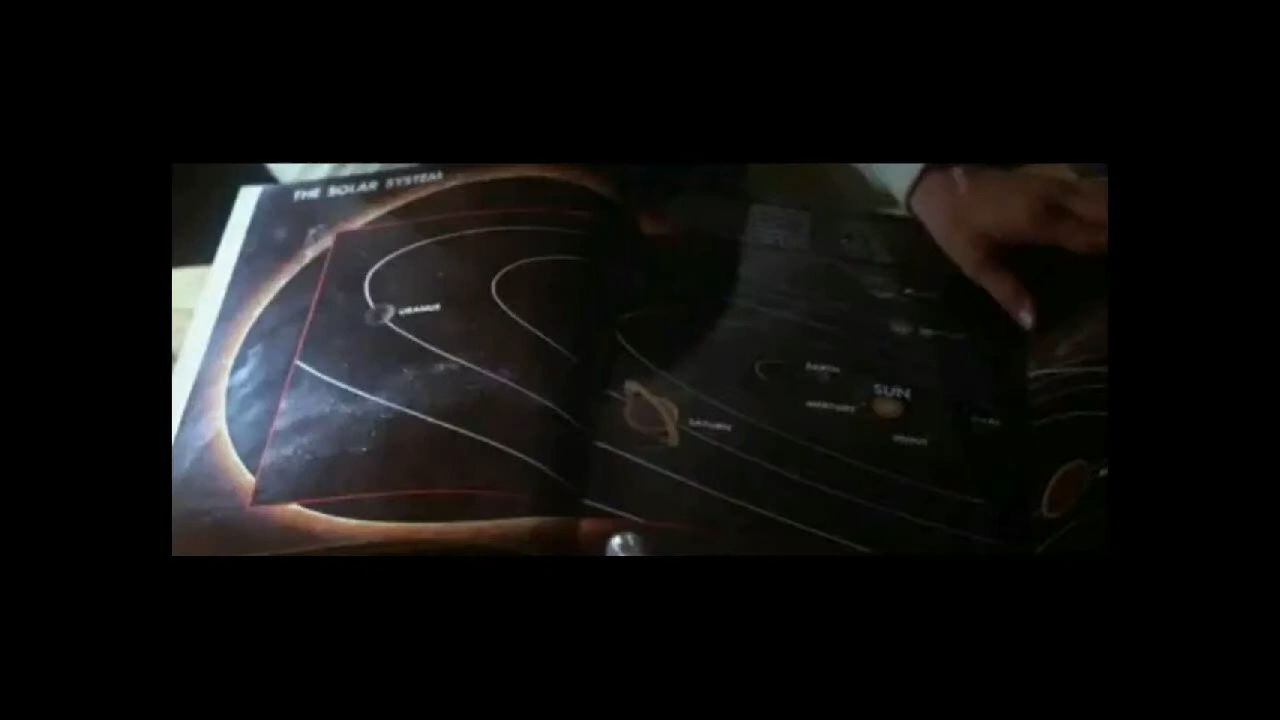 THE SOLAR SYSTEM
URANUS
EARTH
SUN
MERCURY
SATURN
VENUS